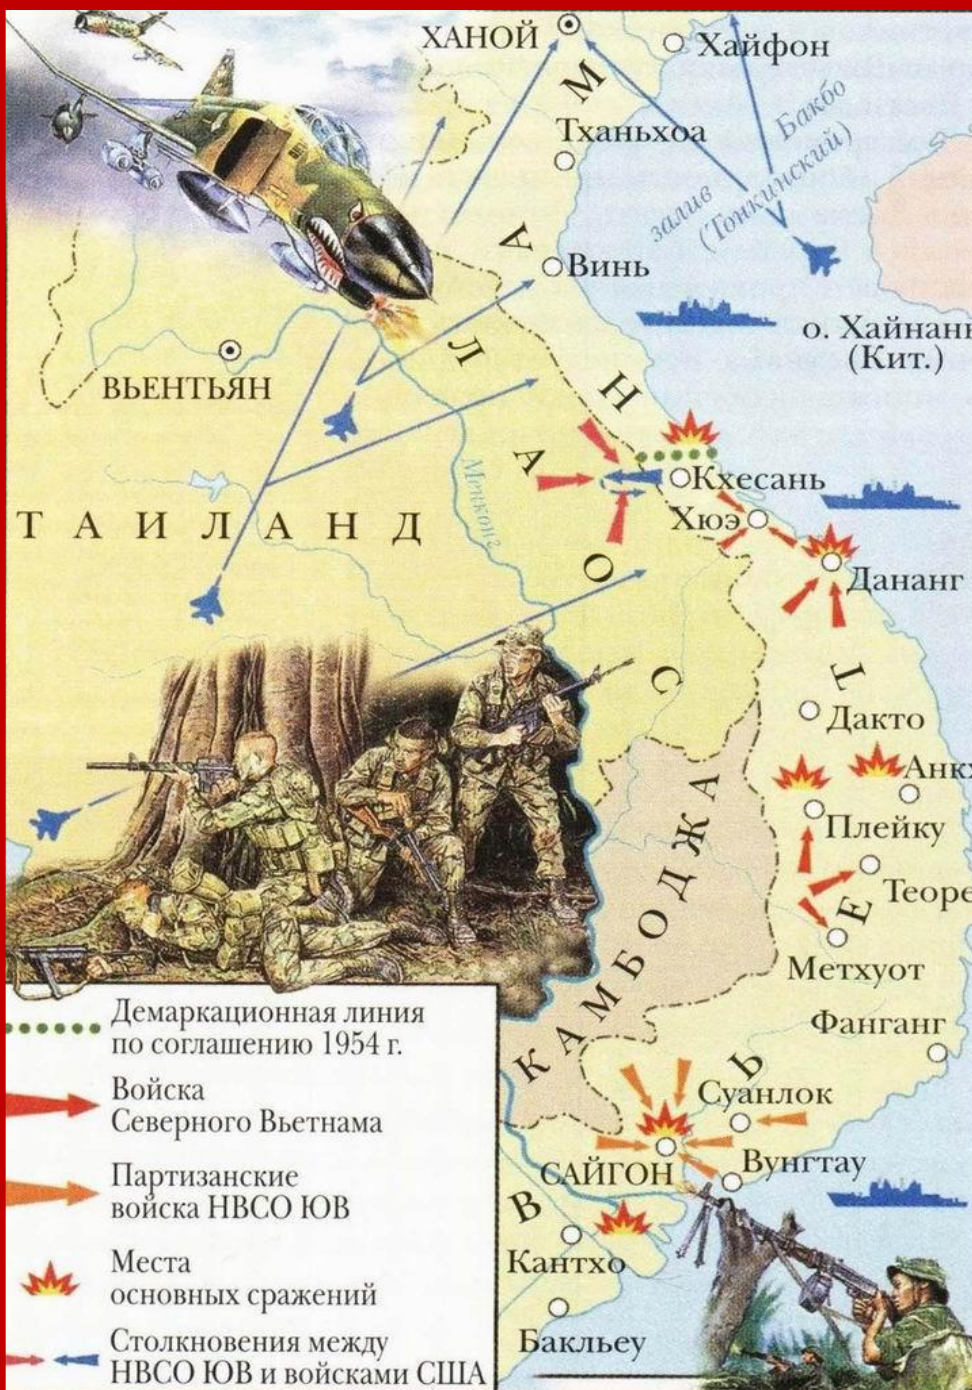 ХАНОЙ
Хайфон
Тханьхоа
залив Бакбо
(Тонкинский)
Винь
о. Хайнань
(Кит.)
ВЬЕНТЬЯН
ЛАОС
Меконг
ТАИЛАНД
Кхесань
Хюэ
Дананг
Дакто
Плейку
Метхуот
Фанганг
КАМБОДЖА
ВЬЕТНАМ
Суанлок
САЙГОН
Вунгтау
Кантхо
Бакльеу
Демаркационная линия
по соглашению 1954 г.
Войска
Северного Вьетнама
Партизанские
войска НВСО ЮВ
Места
основных сражений
Столкновения между
НВСО ЮВ и войсками США